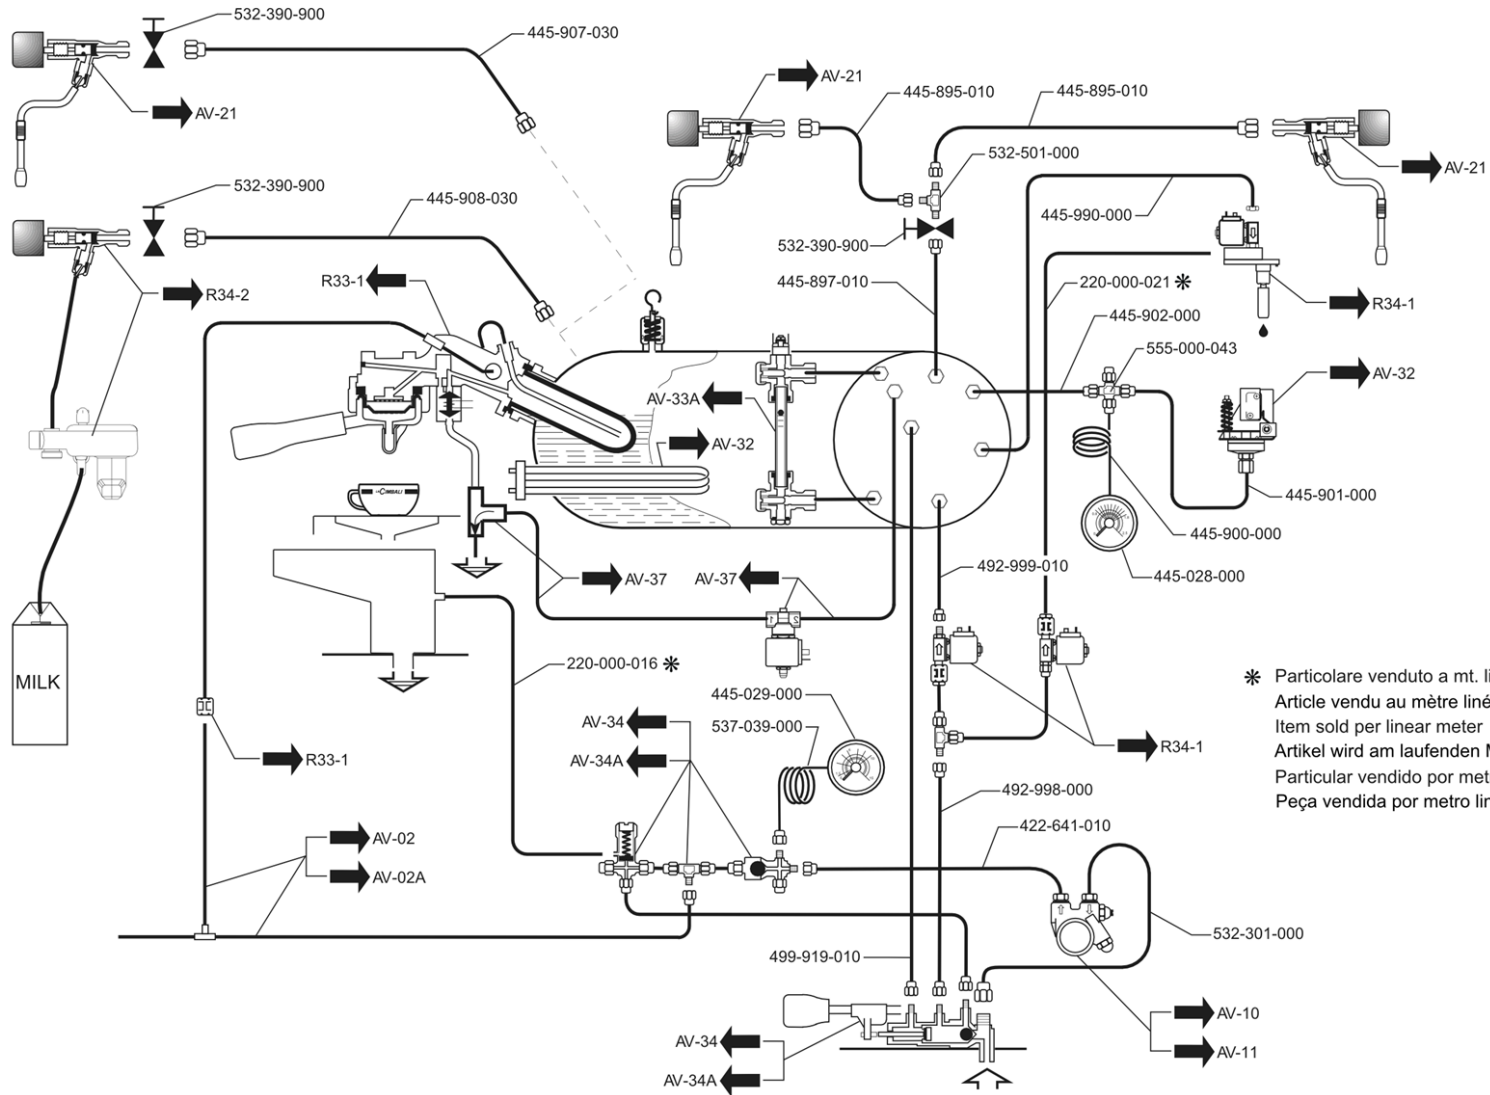 532-390-900
445-907-030
AV-21
AV-21
445-895-010
445-895-010
AV-21
532-501-000
532-390-900
445-908-030
445-990-000
532-390-900
R34-2
R33-1
445-897-010
220-000-021 ✻
R34-1
445-902-000
555-000-043
AV-32
AV-33A
AV-32
CIMBALI
445-901-000
445-900-000
445-028-000
AV-37
AV-37
492-999-010
1
2
220-000-016 ✻
MILK
445-029-000
AV-34
537-039-000
AV-34A
R33-1
R34-1
✻ Particolare venduto a mt. li
Article vendu au mètre liné
Item sold per linear meter
Artikel wird am laufenden M
Particular vendido por met
Peça vendida por metro lin
492-998-000
422-641-010
AV-02
AV-02A
532-301-000
499-919-010
AV-10
AV-34
AV-11
AV-34A